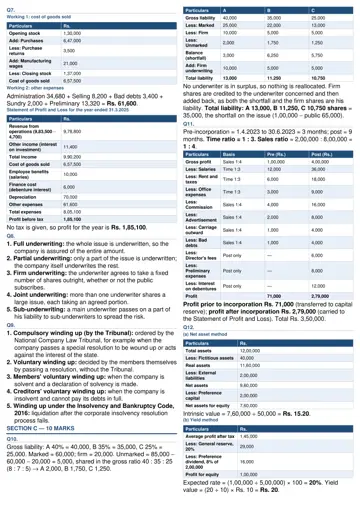 Q7.
Working 1: cost of goods sold
Particulars Rs.
Opening stock 1,30,000
Add: Purchases 6,47,000
Less: Purchase returns 3,500
Add: Manufacturing wages 21,000
Less: Closing stock 1,37,000
Cost of goods sold 6,57,500
Working 2: other expenses
Administration 34,680 + Selling 8,200 + Bad debts 3,400 +
Sundry 2,000 + Preliminary 13,320 = Rs. 61,600.
Statement of Profit and Loss for the year ended 31.3.2025
Particulars Rs.
Revenue from operations (9,83,500 - 4,700) 9,78,800
Other income (interest on investment) 11,400
Total income 9,90,200
Cost of goods sold 6,57,500
Employee benefits (salary) 10,000
Finance cost (debenture interest) 6,000
Depreciation 70,000
Other expenses 61,600
Total expenses 8,05,100
Profit before tax 1,85,100
No tax is given, so profit for the year is Rs. 1,85,100.
Q8.
1. Full underwriting: the whole issue is underwritten, so the
company is assured of the entire amount.
2. Partial underwriting: only a part of the issue is underwritten;
the company itself underwrites the rest.
3. Firm underwriting: the underwriter agrees to take a fixed
number of shares outright, whether or not the public
subscribes.
4. Joint underwriting: more than one underwriter shares a
large issue, each taking an agreed portion.
5. Sub-underwriting: a main underwriter passes on a part of
his liability to sub-underwriters to spread the risk.
Q9.
1. Compulsory winding up (by the Tribunal): ordered by the
National Company Law Tribunal, for example when the
company passes a special resolution to be wound up or acts
against the interest of the state.
2. Voluntary winding up: decided by the members themselves
by passing a resolution, without the Tribunal.
3. Members' voluntary winding up: when the company is
solvent and a declaration of solvency is made.
4. Creditors' voluntary winding up: when the company is
insolvent and cannot pay its debts in full.
5. Winding up under the Insolvency and Bankruptcy Code,
2016: liquidation after the corporate insolvency resolution
process fails.
SECTION C — 10 MARKS
Q10.
Gross liability: A 40% = 40,000, B 35% = 35,000, C 25% =
25,000. Marked = 60,000; firm = 20,000. Unmarked = 85,000 −
60,000 − 20,000 = 5,000, shared in the gross ratio 40 : 35 : 25
(8 : 7 : 5) → A 2,000, B 1,750, C 1,250.
Particulars A B C
Gross liability 40,000 35,000 25,000
Less: Marked 25,000 22,000 13,000
Less: Firm 10,000 5,000 5,000
Less: Unmarked 2,000 1,750 1,250
Balance (shortfall) 3,000 6,250 5,750
Add: Firm underwriting 10,000 5,000 5,000
Total liability 13,000 11,250 10,750
No underwriter is in surplus, so nothing is reallocated. Firm
shares are credited to the underwriter concerned and then
added back, as both the shortfall and the firm shares are his
liability. Total liability: A 13,000, B 11,250, C 10,750 shares =
35,000, the shortfall on the issue (1,00,000 − public 65,000).
Q11.
Pre-incorporation = 1.4.2023 to 30.6.2023 = 3 months; post = 9
months. Time ratio = 1 : 3. Sales ratio = 2,00,000 : 8,00,000 =
1 : 4.
Particulars Basis Pre (Rs.) Post (Rs.)
Gross profit Sales 1:4 1,00,000 4,00,000
Less: Salaries Time 1:3 12,000 36,000
Less: Rent and taxes Time 1:3 6,000 18,000
Less: Office expenses Time 1:3 3,000 9,000
Less: Commission Sales 1:4 4,000 16,000
Less: Advertisement Sales 1:4 2,000 8,000
Less: Carriage outward Sales 1:4 1,000 4,000
Less: Bad debts Sales 1:4 1,000 4,000
Less: Director's fees Post only — 6,000
Less: Preliminary expenses Post only — 8,000
Less: Interest on debentures Post only — 12,000
Profit 71,000 2,79,000
Profit prior to incorporation Rs. 71,000 (transferred to capital
reserve); profit after incorporation Rs. 2,79,000 (carried to
the Statement of Profit and Loss). Total Rs. 3,50,000.
Q12.
(a) Net asset method
Particulars Rs.
Total assets 12,00,000
Less: Fictitious assets 40,000
Real assets 11,60,000
Less: External liabilities 2,00,000
Net assets 9,60,000
Less: Preference capital 2,00,000
Net assets for equity 7,60,000
Intrinsic value = 7,60,000 ÷ 50,000 = Rs. 15.20.
(b) Yield method
Particulars Rs.
Average profit after tax 1,45,000
Less: General reserve, 20% 29,000
Less: Preference dividend, 8% of 2,00,000 16,000
Profit for equity 1,00,000
Expected rate = (1,00,000 ÷ 5,00,000) × 100 = 20%. Yield
value = (20 ÷ 10) × Rs. 10 = Rs. 20.